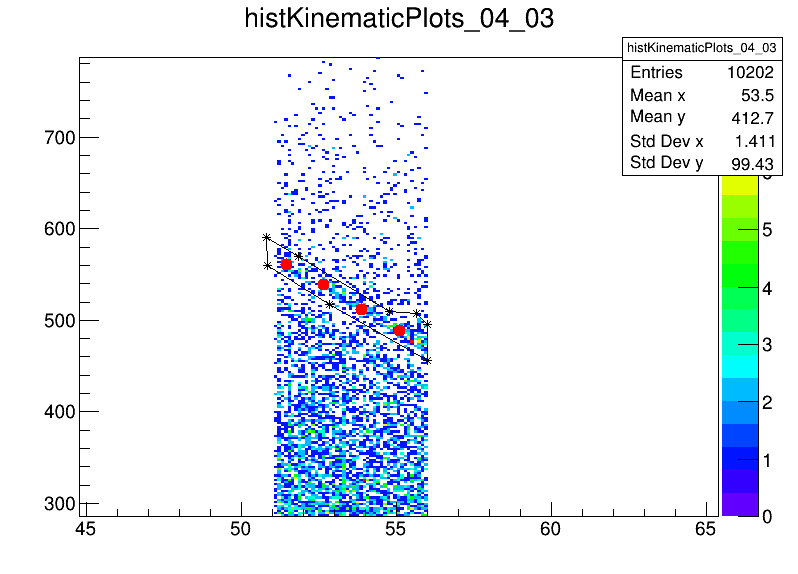 histKinematicPlots_04_03
histKinematicPlots_04_03
Entries 10202
Mean x 53.5
Mean y 412.7
Std Dev x 1.411
Std Dev y 99.43
700
600
500
400
300
45 50 55 60 65
5
4
3
2
1
0